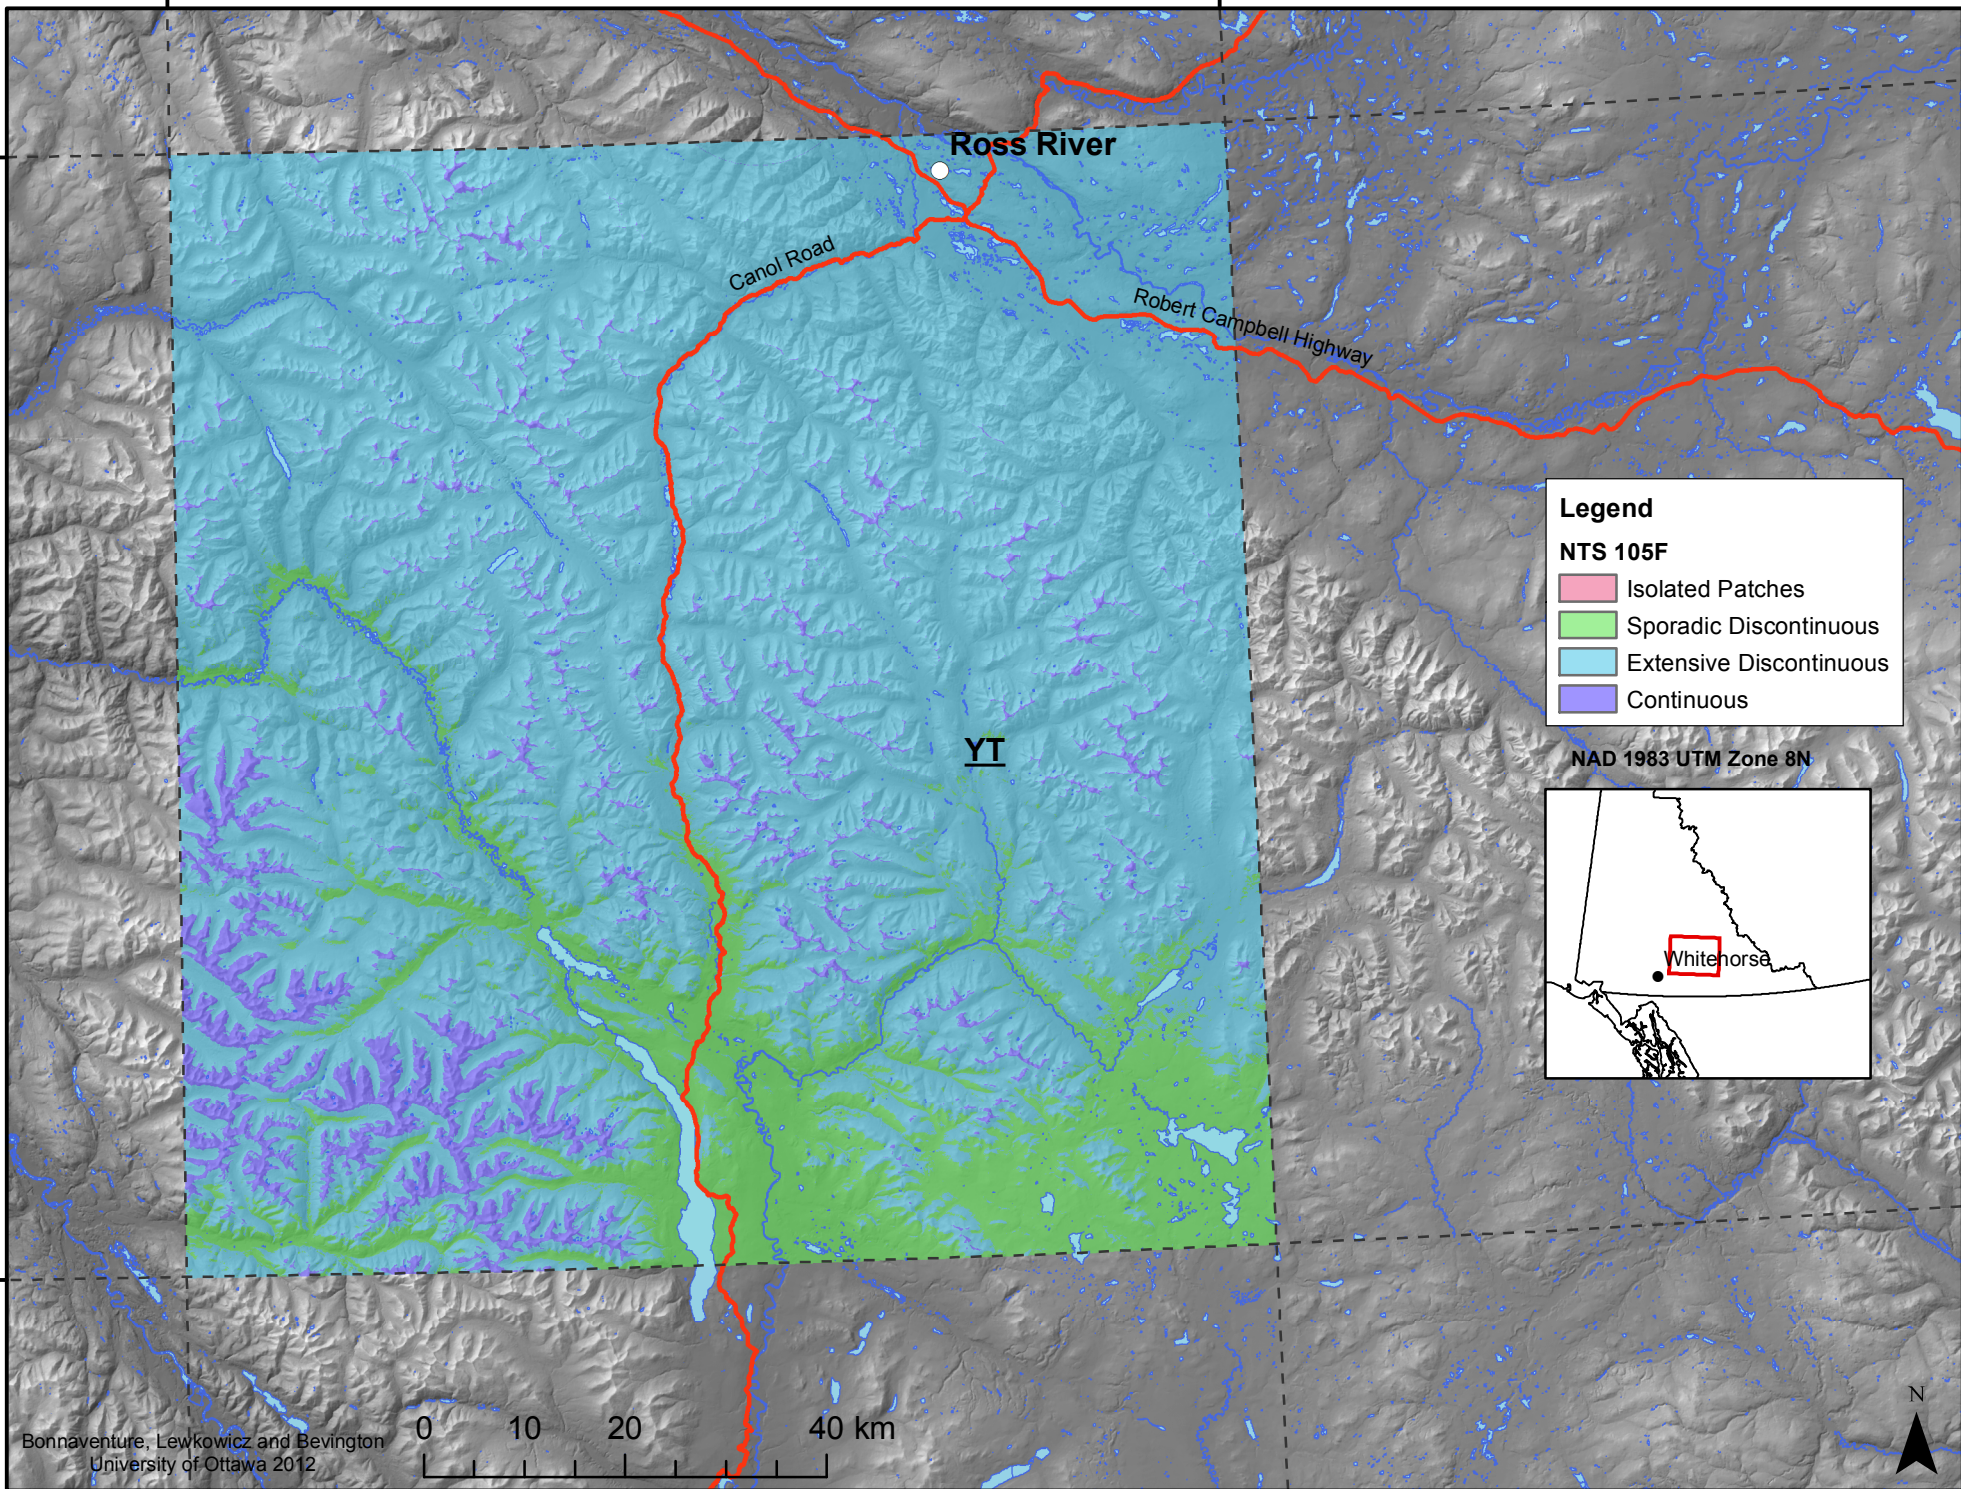 Ross River
Canol Road
Robert Campbell Highway
Legend
NTS 105F
Isolated Patches
Sporadic Discontinuous
Extensive Discontinuous
Continuous
YT
NAD 1983 UTM Zone 8N
Whitehorse
N
0 10 20 40 km
Bonnaventure, Lewkowicz and Bevington
University of Ottawa 2012